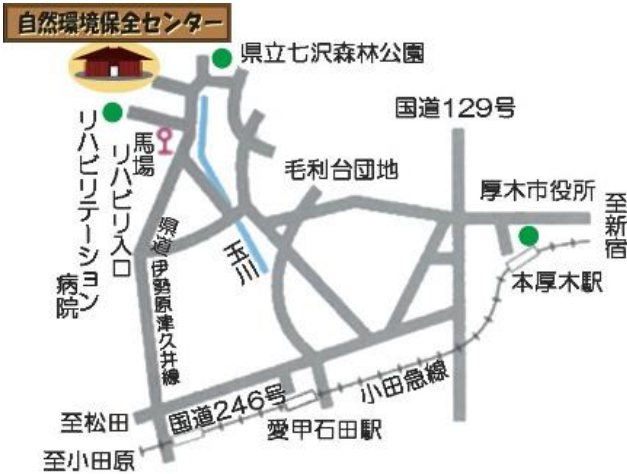 自然環境保全センター
県立七沢森林公園
国道129号
リハビリテーション
病院
リハビリ入口
馬場
毛利台団地
厚木市役所
至新宿
県道
伊勢原津久井線
玉川
本厚木駅
小田急線
国道246号
至松田
愛甲石田駅
至小田原